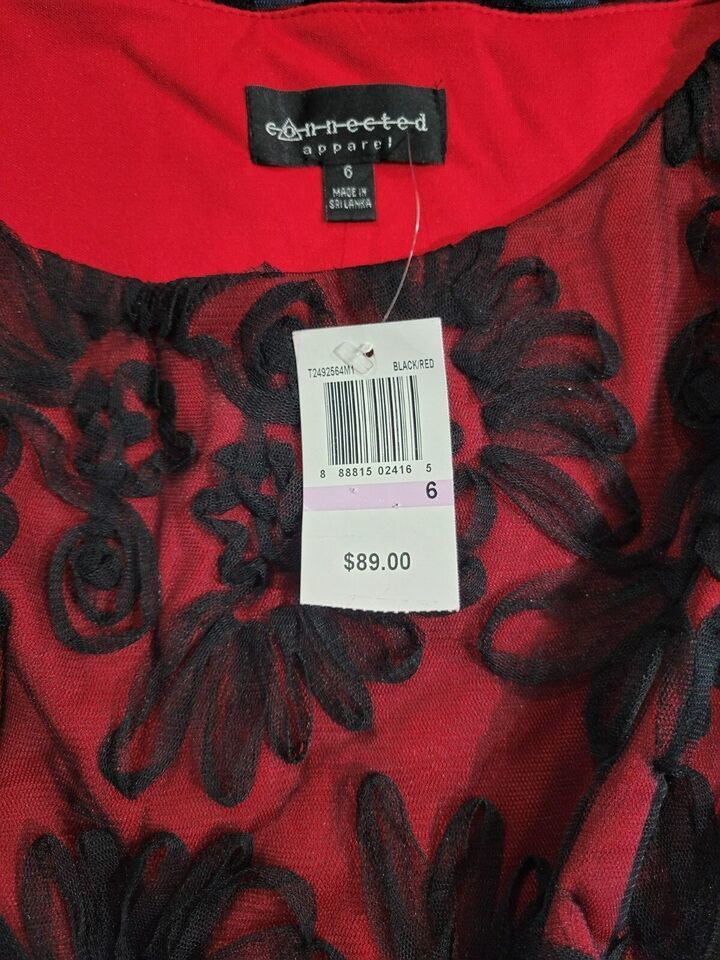 connected
apparel
6
MADE IN
SRI LANKA
T2492564M1 BLACK/RED
8 88815 02416 5
6
$89.00